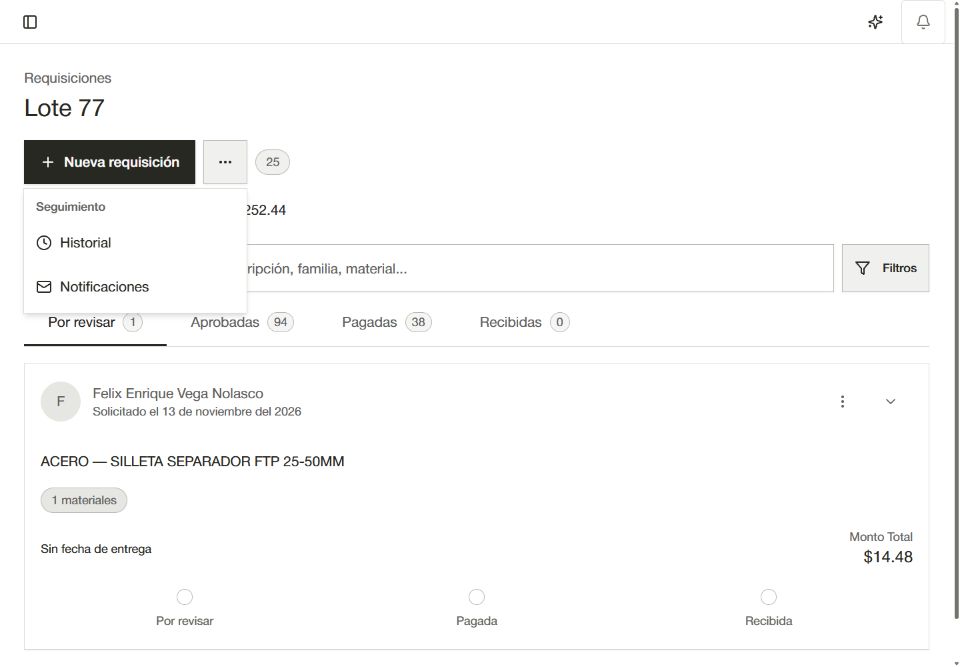 Requisiciones
Lote 77
Nueva requisición
25
Seguimiento
252.44
Historial
ripción, familia, material...
Filtros
Notificaciones
Por revisar 1
Aprobadas 94
Pagadas 38
Recibidas 0
F
Felix Enrique Vega Nolasco
Solicitado el 13 de noviembre del 2026
ACERO — SILLETA SEPARADOR FTP 25-50MM
1 materiales
Sin fecha de entrega
Monto Total
$14.48
Por revisar
Pagada
Recibida